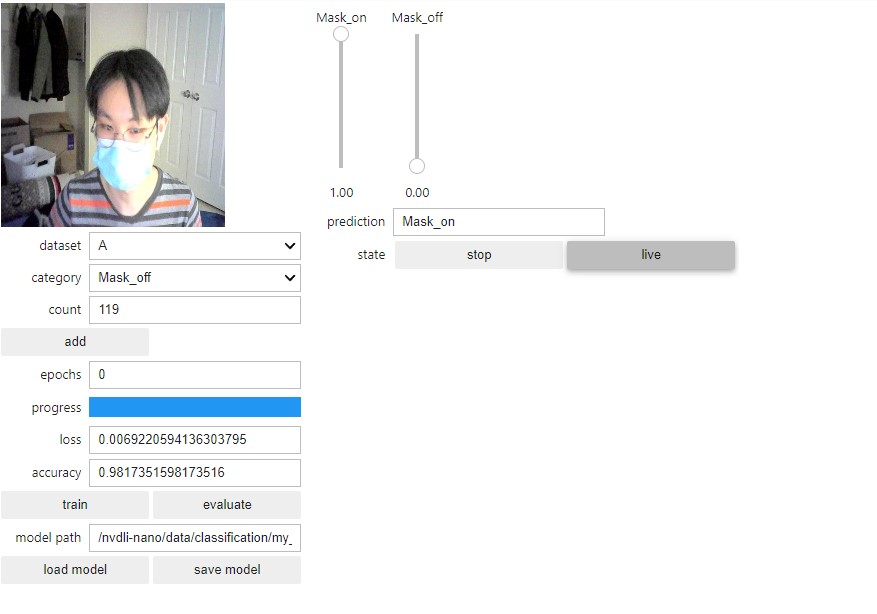 Mask_on Mask_off
1.00 0.00
prediction Mask_on
state stop live
dataset A
category Mask_off
count 119
add
epochs 0
progress
loss 0.0069220594136303795
accuracy 0.9817351598173516
train evaluate
model path /nvdli-nano/data/classification/my_
load model save model